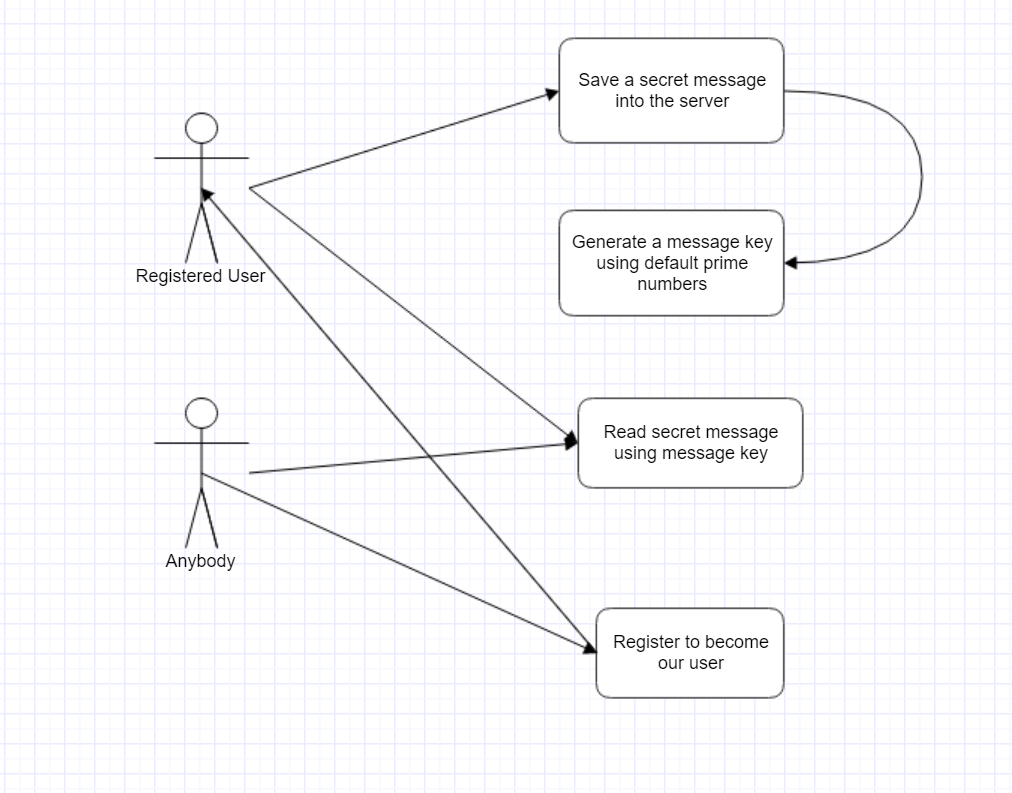 Save a secret message
into the server
Registered User
Generate a message key
using default prime
numbers
Read secret message
using message key
Anybody
Register to become
our user